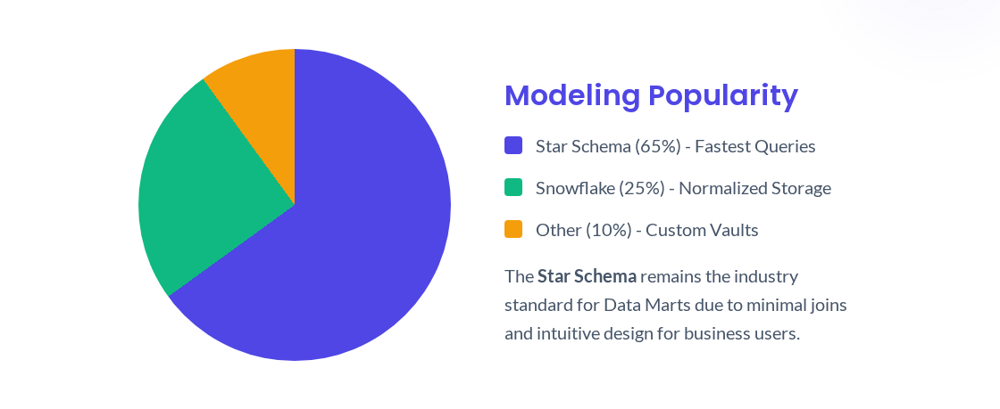 Modeling Popularity
Star Schema (65%) - Fastest Queries
Snowflake (25%) - Normalized Storage
Other (10%) - Custom Vaults
The Star Schema remains the industry
standard for Data Marts due to minimal joins
and intuitive design for business users.